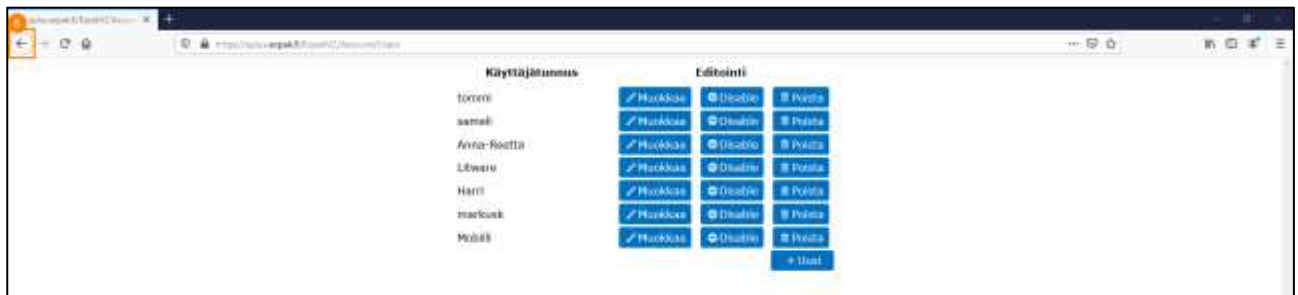 Käyttäjätunnus Editointi
tommi Muokkaa Disable Poista
sameli Muokkaa Disable Poista
Anna-Reetta Muokkaa Disable Poista
Litware Muokkaa Disable Poista
Harri Muokkaa Disable Poista
markusk Muokkaa Disable Poista
Mobiili Muokkaa Disable Poista
+ Uusi